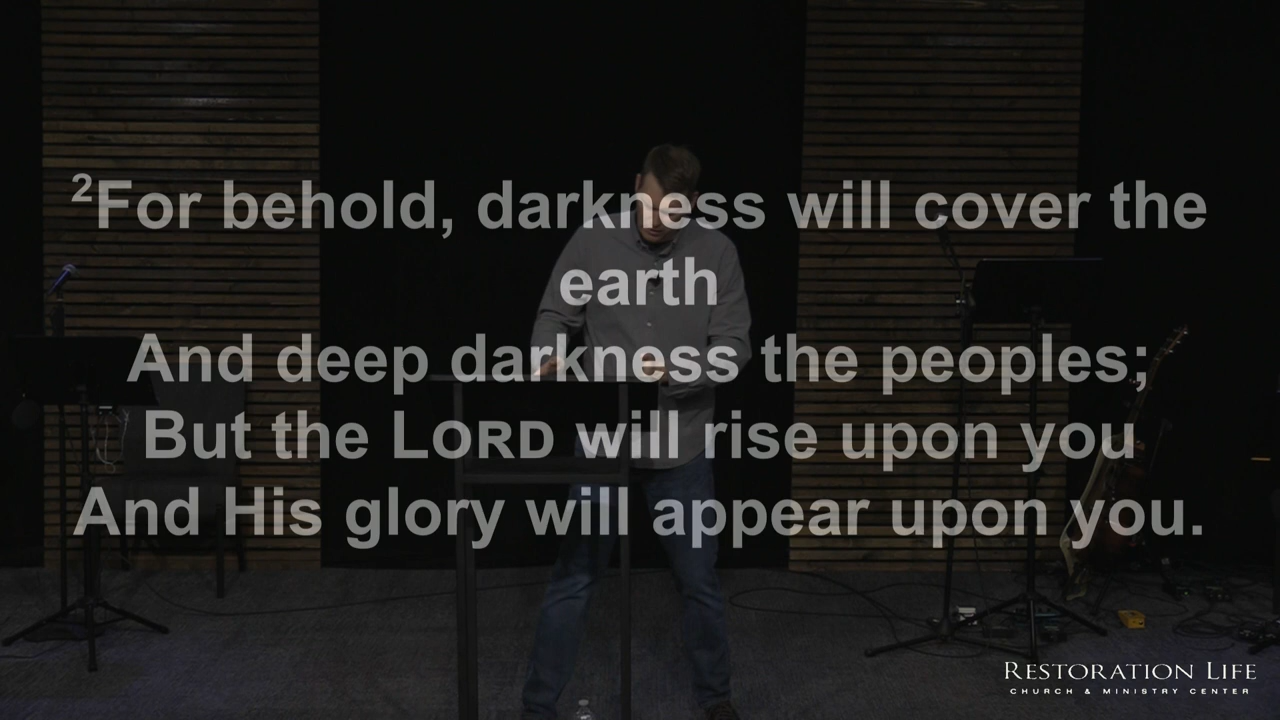 ²For behold, darkness will cover the
earth
And deep darkness the peoples;
But the LORD will rise upon you
And His glory will appear upon you.
RESTORATION LIFE
CHURCH & MINISTRY CENTER